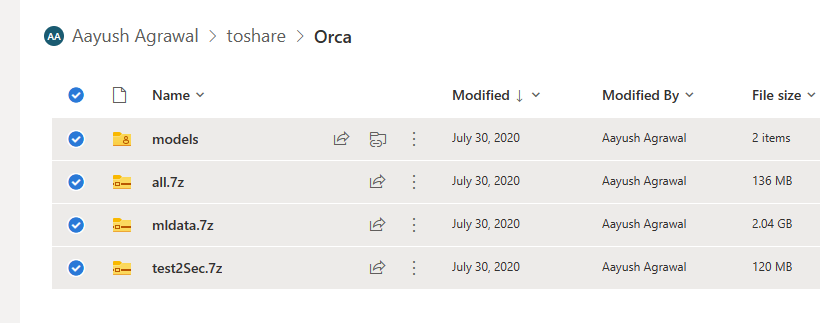 AA Aayush Agrawal > toshare > Orca
Name Modified ↓ Modified By File size
models July 30, 2020 Aayush Agrawal 2 items
all.7z July 30, 2020 Aayush Agrawal 136 MB
mldata.7z July 30, 2020 Aayush Agrawal 2.04 GB
test2Sec.7z July 30, 2020 Aayush Agrawal 120 MB